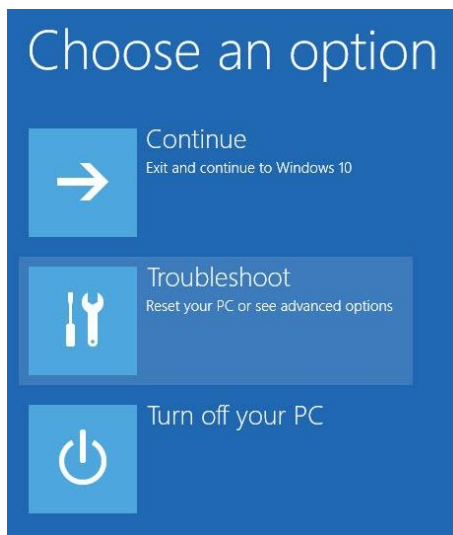 Choose an option
Continue
Exit and continue to Windows 10
Troubleshoot
Reset your PC or see advanced options
Turn off your PC